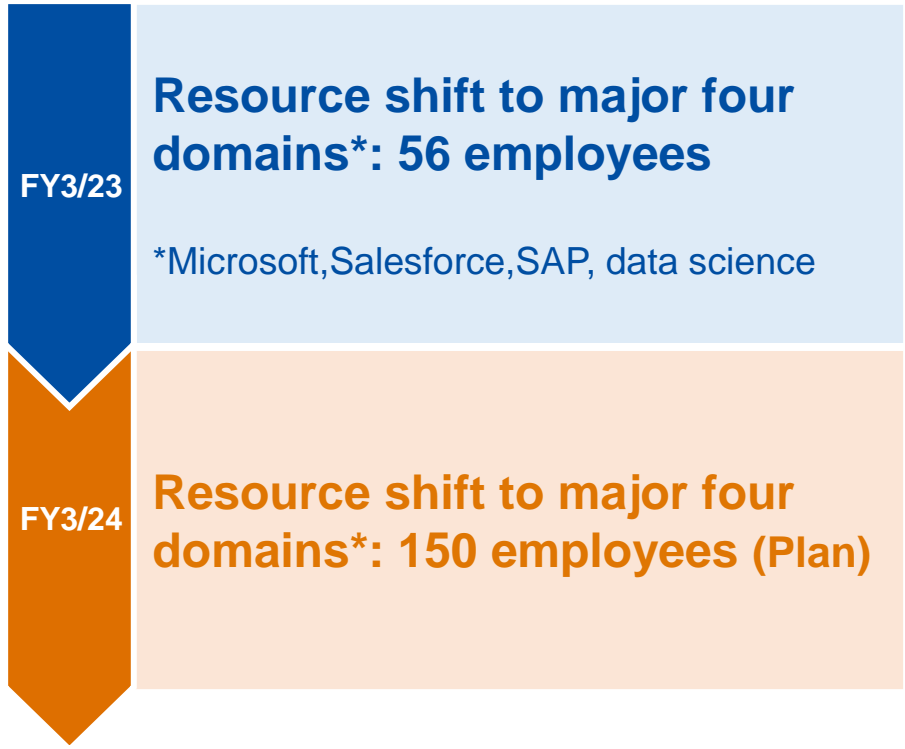 FY3/23
Resource shift to major four
domains*: 56 employees
*Microsoft,Salesforce,SAP, data science
FY3/24
Resource shift to major four
domains*: 150 employees (Plan)